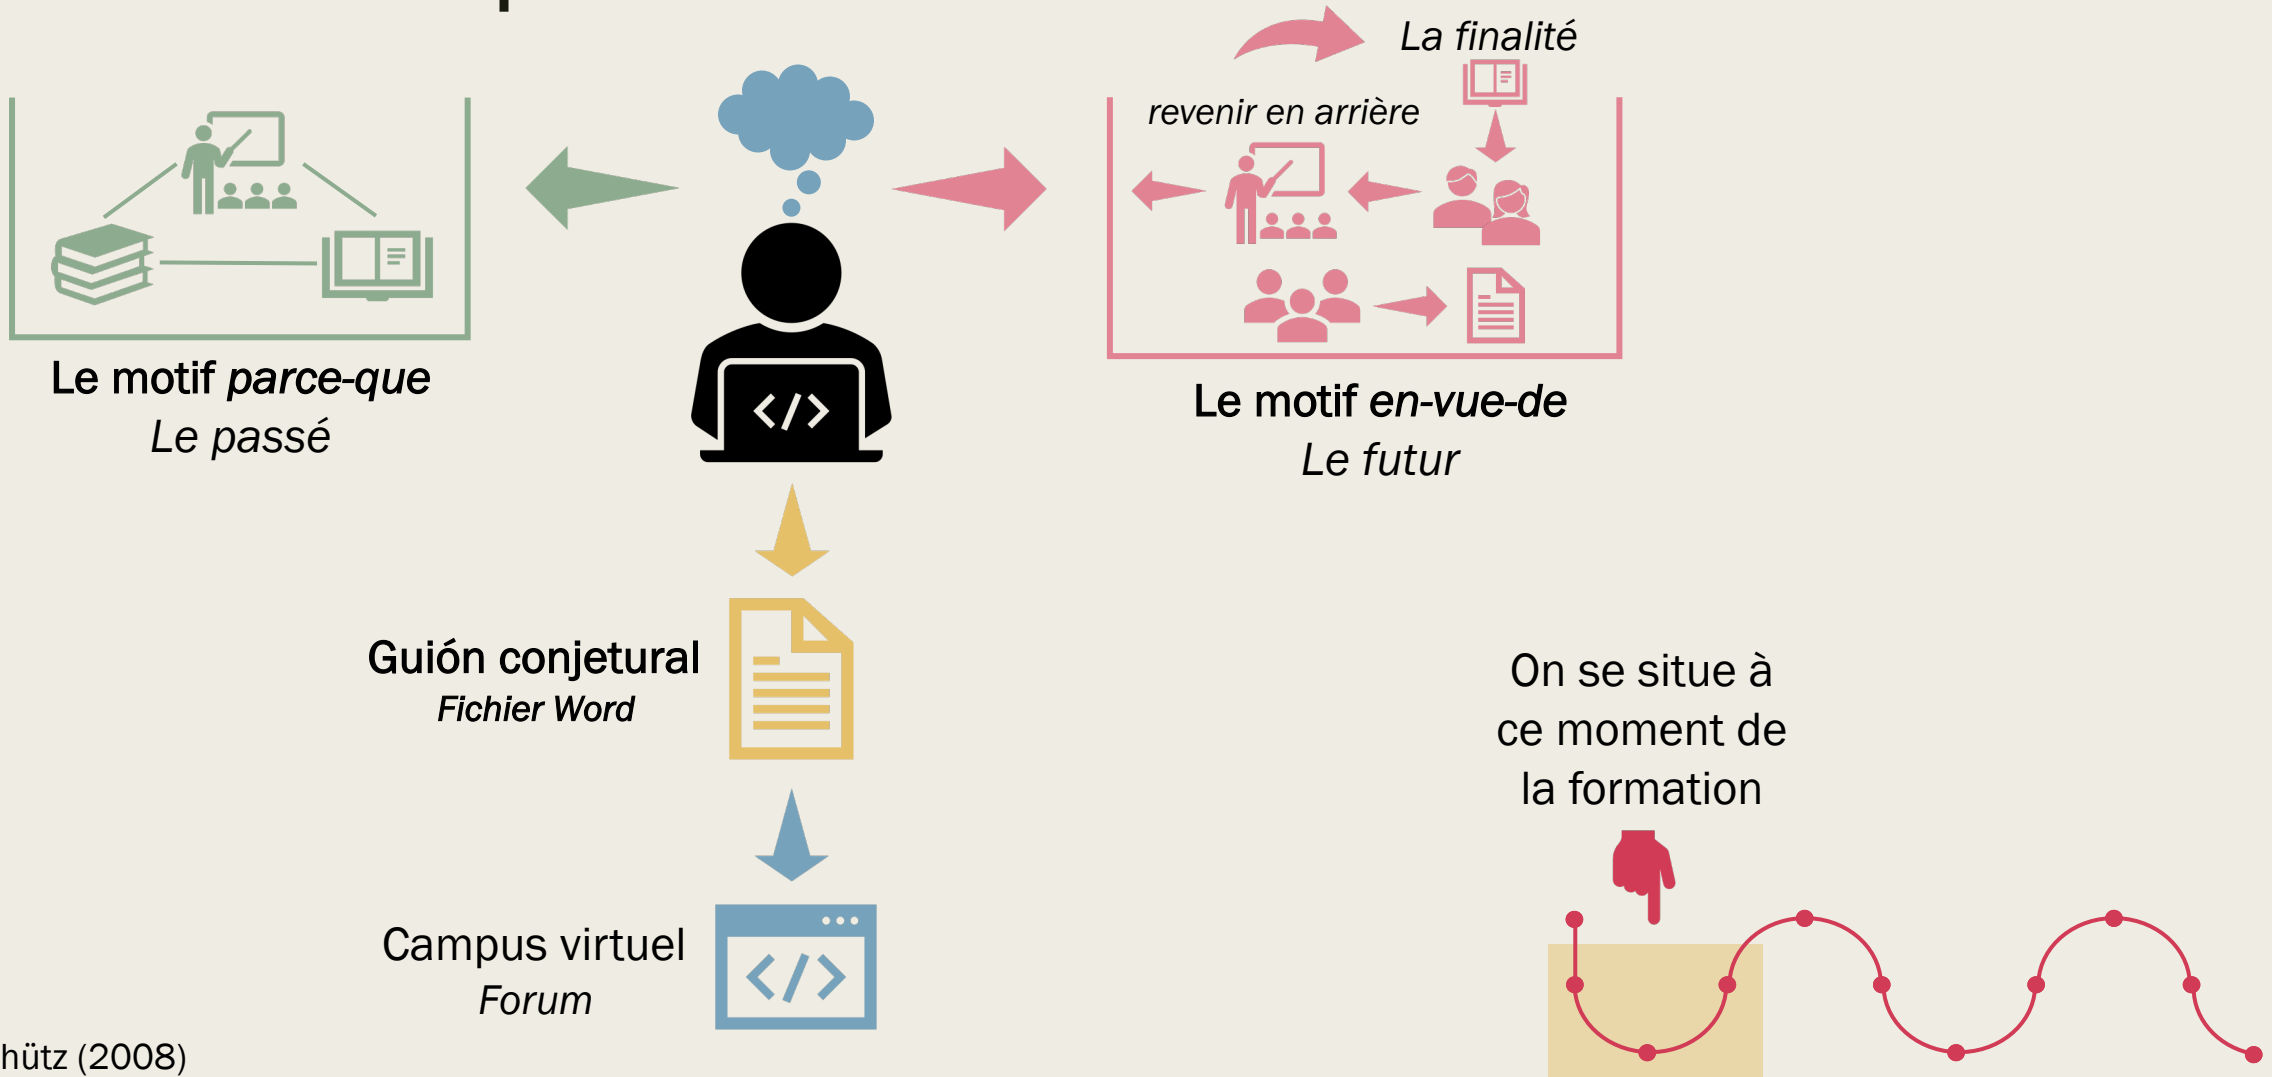 La finalité
revenir en arrière
Le motif parce-que
Le passé
Le motif en-vue-de
Le futur
</>
Guión conjetural
Fichier Word
On se situe à
ce moment de
la formation
Campus virtuel
Forum
</>
hütz (2008)